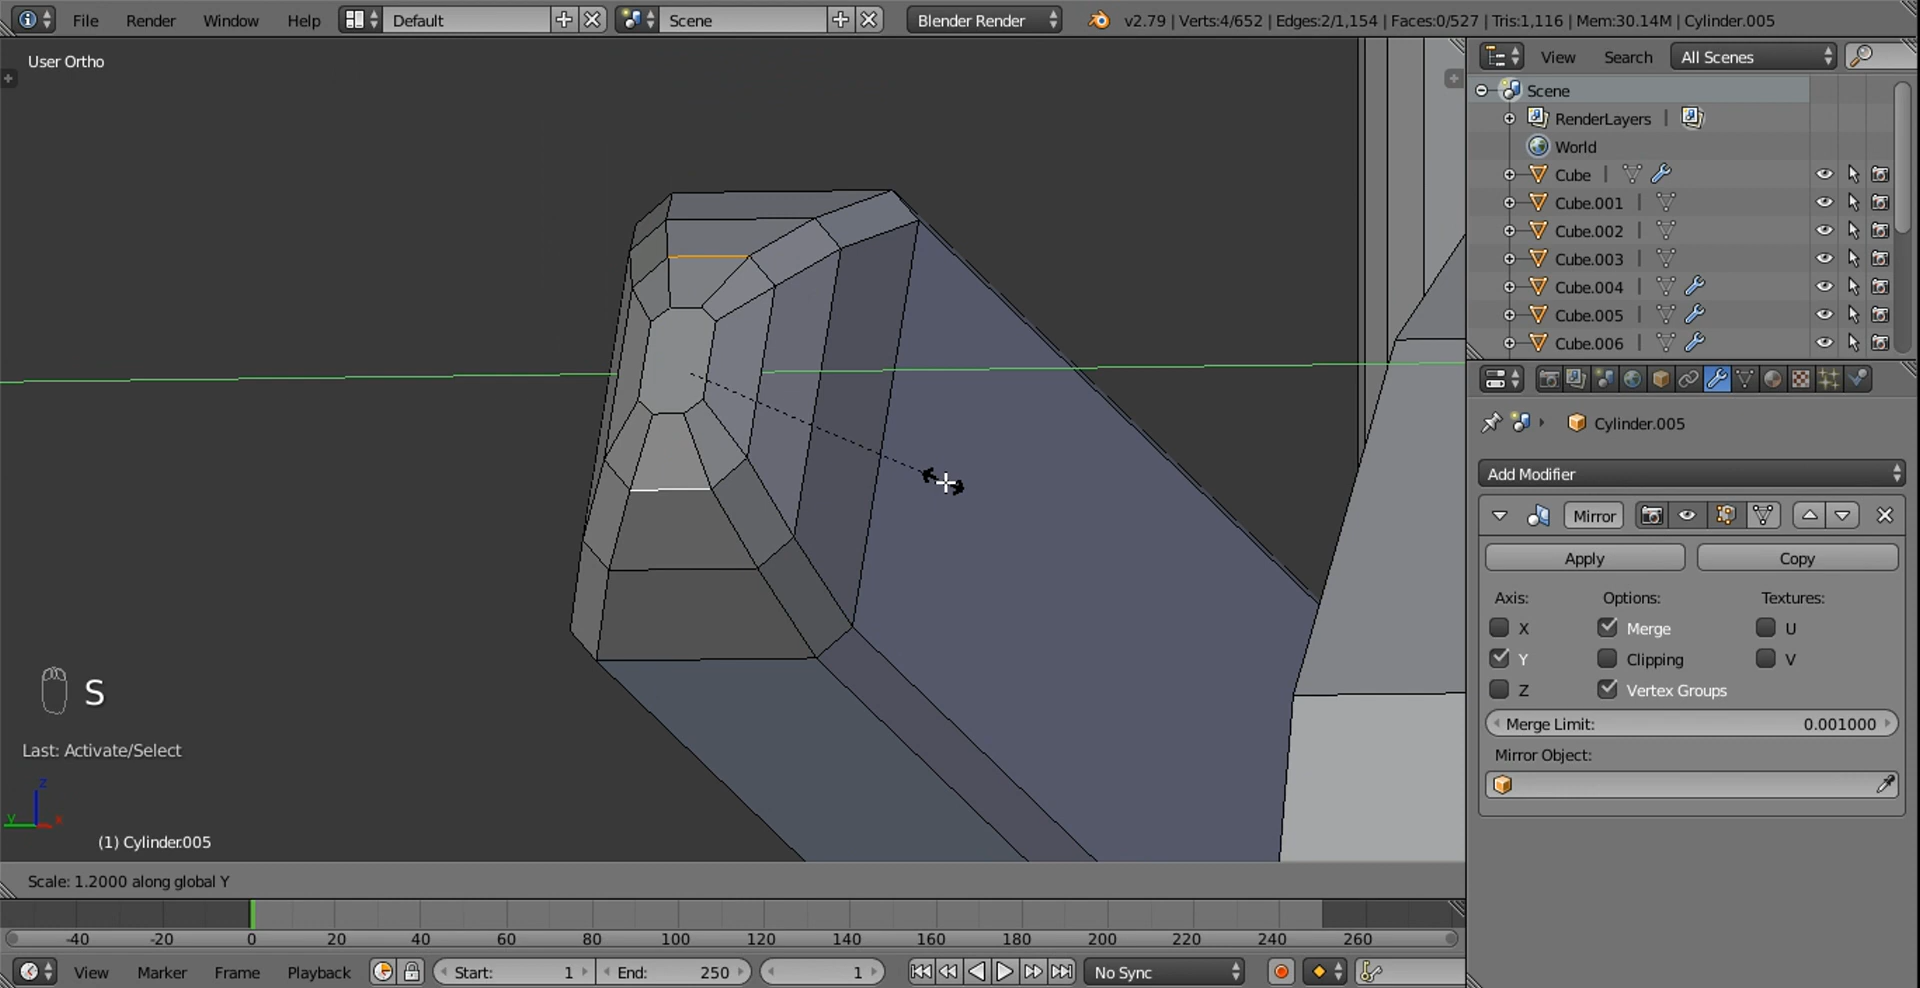 File Render Window Help Default Scene Blender Render v2.79 | Verts:4/652 | Edges:2/1,154 | Faces:0/527 | Tris:1,116 | Mem:30.14M | Cylinder.005
User Ortho
View Search All Scenes
Scene
RenderLayers
World
Cube
Cube.001
Cube.002
Cube.003
Cube.004
Cube.005
Cube.006
Cylinder.005
Add Modifier
Mirror
Apply Copy
Axis: Options: Textures:
X Merge U
Y Clipping V
Z Vertex Groups
Merge Limit: 0.001000
Mirror Object:
S
Last: Activate/Select
z
y x
(1) Cylinder.005
Scale: 1.2000 along global Y
-40 -20 0 20 40 60 80 100 120 140 160 180 200 220 240 260
View Marker Frame Playback Start: 1 End: 250 1 No Sync